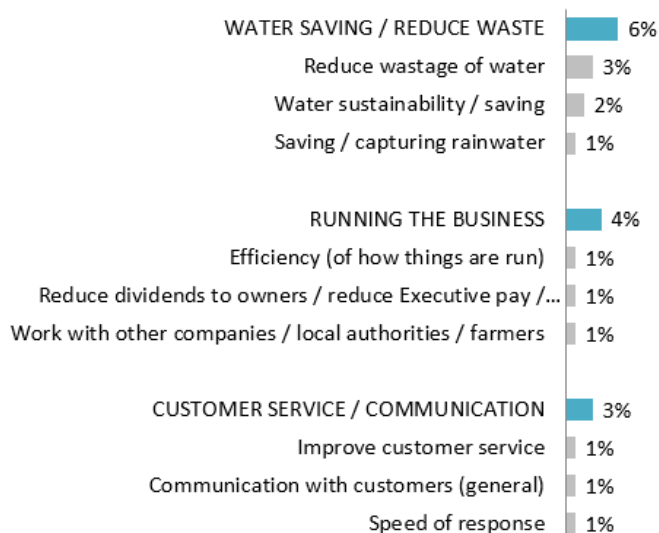 WATER SAVING / REDUCE WASTE 6%
Reduce wastage of water 3%
Water sustainability / saving 2%
Saving / capturing rainwater 1%
RUNNING THE BUSINESS 4%
Efficiency (of how things are run) 1%
Reduce dividends to owners / reduce Executive pay /... 1%
Work with other companies / local authorities / farmers 1%
CUSTOMER SERVICE / COMMUNICATION 3%
Improve customer service 1%
Communication with customers (general) 1%
Speed of response 1%